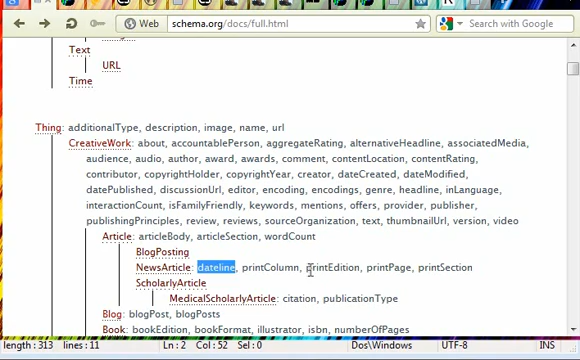 Web
schema.org/docs/full.html
Search with Google
Text
URL
Time
Thing: additionalType, description, image, name, url
CreativeWork: about, accountablePerson, aggregateRating, alternativeHeadline, associatedMedia,
audience, audio, author, award, awards, comment, contentLocation, contentRating,
contributor, copyrightHolder, copyrightYear, creator, dateCreated, dateModified,
datePublished, discussionUrl, editor, encoding, encodings, genre, headline, inLanguage,
interactionCount, isFamilyFriendly, keywords, mentions, offers, provider, publisher,
publishingPrinciples, review, reviews, sourceOrganization, text, thumbnailUrl, version, video
Article: articleBody, articleSection, wordCount
BlogPosting
NewsArticle: dateline, printColumn, printEdition, printPage, printSection
ScholarlyArticle
MedicalScholarlyArticle: citation, publicationType
Blog: blogPost, blogPosts
Book: bookEdition, bookFormat, illustrator, isbn, numberOfPages
length : 313 lines : 11 Ln : 2 Col : 52 Sel : 0 Dos\Windows UTF-8 INS